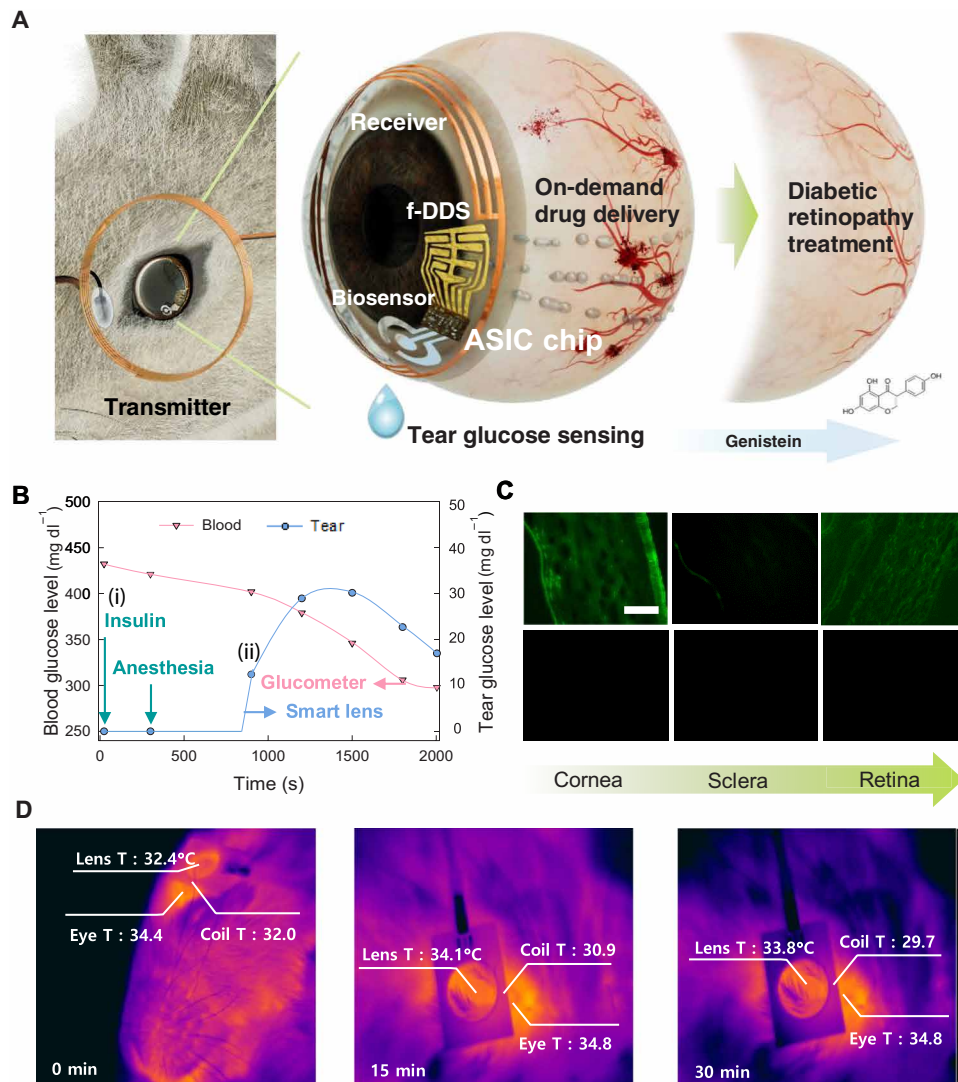 A
Receiver
f-DDS
Biosensor
ASIC chip
On-demand
drug delivery
Diabetic
retinopathy
treatment
Transmitter
Tear glucose sensing
Genistein
OH
O
OH
HO
O
B
Blood glucose level (mg dl⁻¹)
500
450
400
350
300
250
Blood
Tear
(i)
Insulin
Anesthesia
(ii)
Glucometer
Smart lens
50
40
30
20
10
0
Tear glucose level (mg dl⁻¹)
0
500
1000
1500
2000
Time (s)
C
Cornea
Sclera
Retina
D
Lens T : 32.4°C
Eye T : 34.4
Coil T : 32.0
0 min
Lens T : 34.1°C
Coil T : 30.9
Eye T : 34.8
15 min
Lens T : 33.8°C
Coil T : 29.7
Eye T : 34.8
30 min